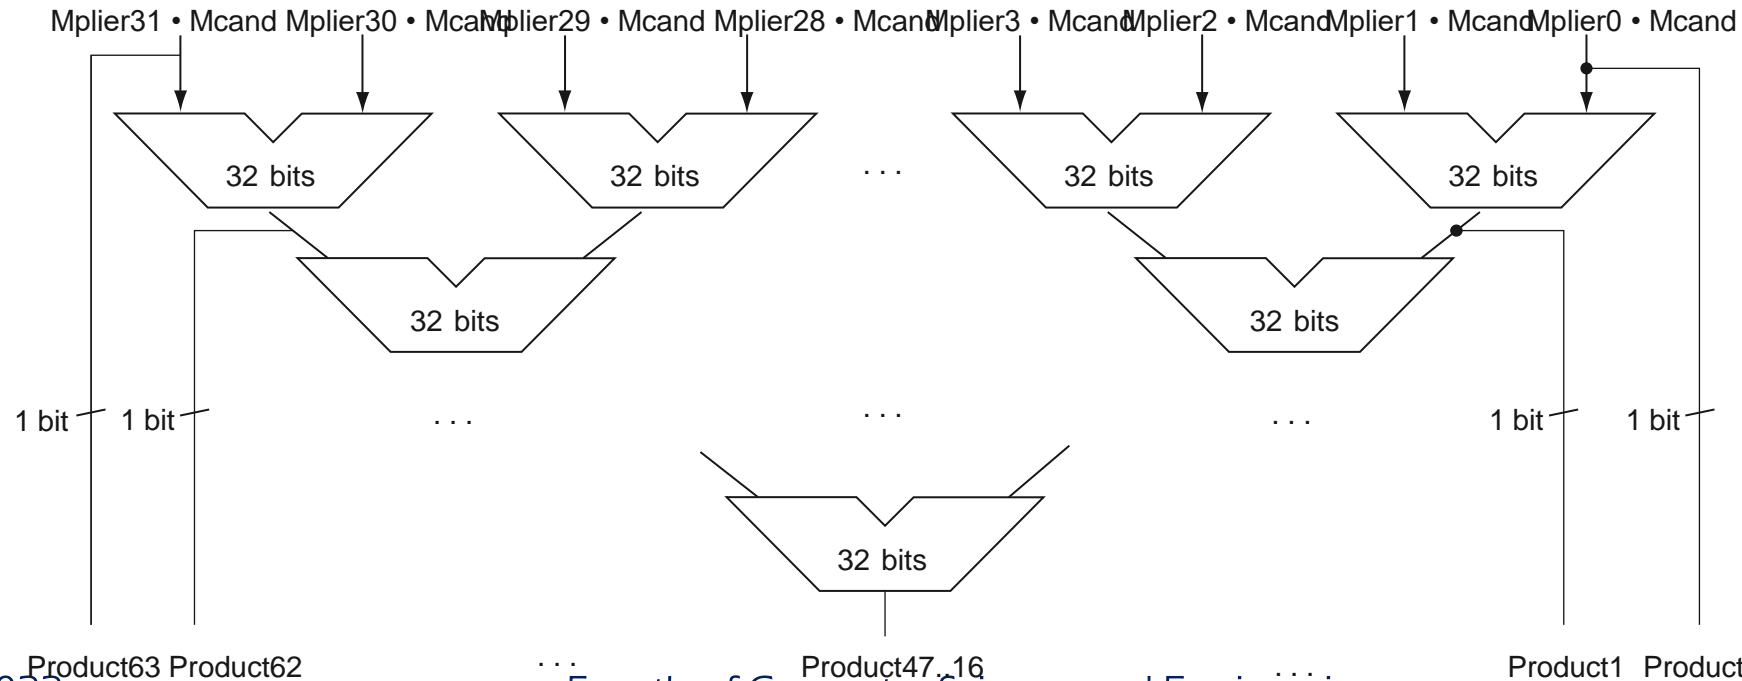 Mplier31 • Mcand Mplier30 • Mcand Mplier29 • Mcand Mplier28 • Mcand Mplier3 • Mcand Mplier2 • Mcand Mplier1 • Mcand Mplier0 • Mcand
32 bits 32 bits . . . 32 bits 32 bits
32 bits 32 bits
1 bit 1 bit . . . . . . . . . 1 bit 1 bit
32 bits
Product63 Product62 . . . Product47..16 . . . . Product1 Product